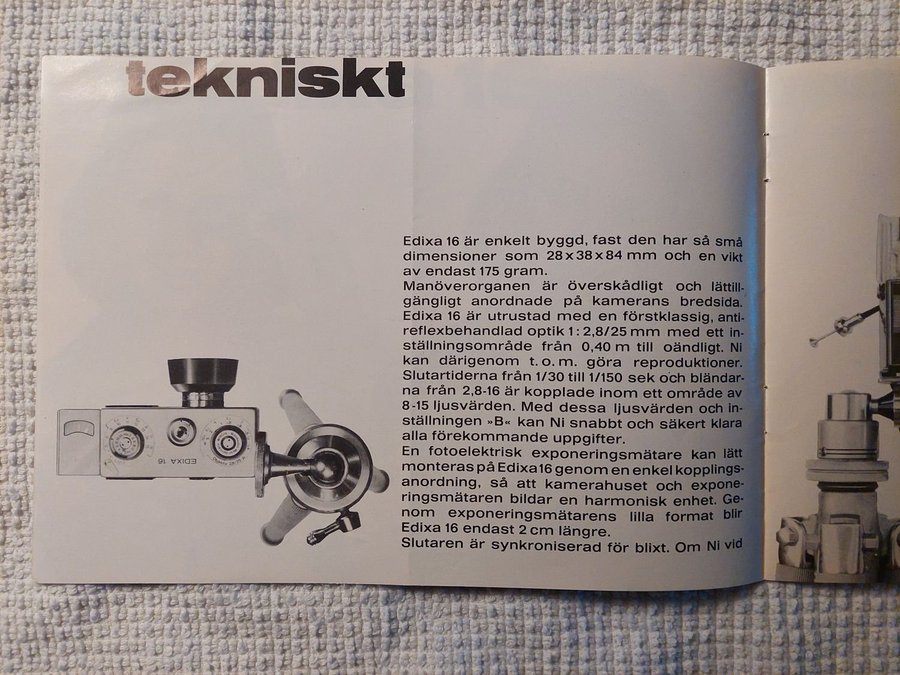 tekniskt
Edixa 16 är enkelt byggd, fast den har så små
dimensioner som 28 x 38 x 84 mm och en vikt
av endast 175 gram.
Manöverorganen är överskådligt och lättill-
gängligt anordnade på kamerans bredsida.
Edixa 16 är utrustad med en förstklassig, anti-
reflexbehandlad optik 1 : 2,8/25 mm med ett in-
ställningsområde från 0,40 m till oändligt. Ni
kan därigenom t. o. m. göra reproduktioner.
Slutartiderna från 1/30 till 1/150 sek och bländar-
na från 2,8-16 är kopplade inom ett område av
8-15 ljusvärden. Med dessa ljusvärden och in-
ställningen »B« kan Ni snabbt och säkert klara
alla förekommande uppgifter.
En fotoelektrisk exponeringsmätare kan lätt
monteras på Edixa16 genom en enkel kopplings-
anordning, så att kamerahuset och expone-
ringsmätaren bildar en harmonisk enhet. Ge-
nom exponeringsmätarens lilla format blir
Edixa 16 endast 2 cm längre.
Slutaren är synkroniserad för blixt. Om Ni vid
EDIXA 16